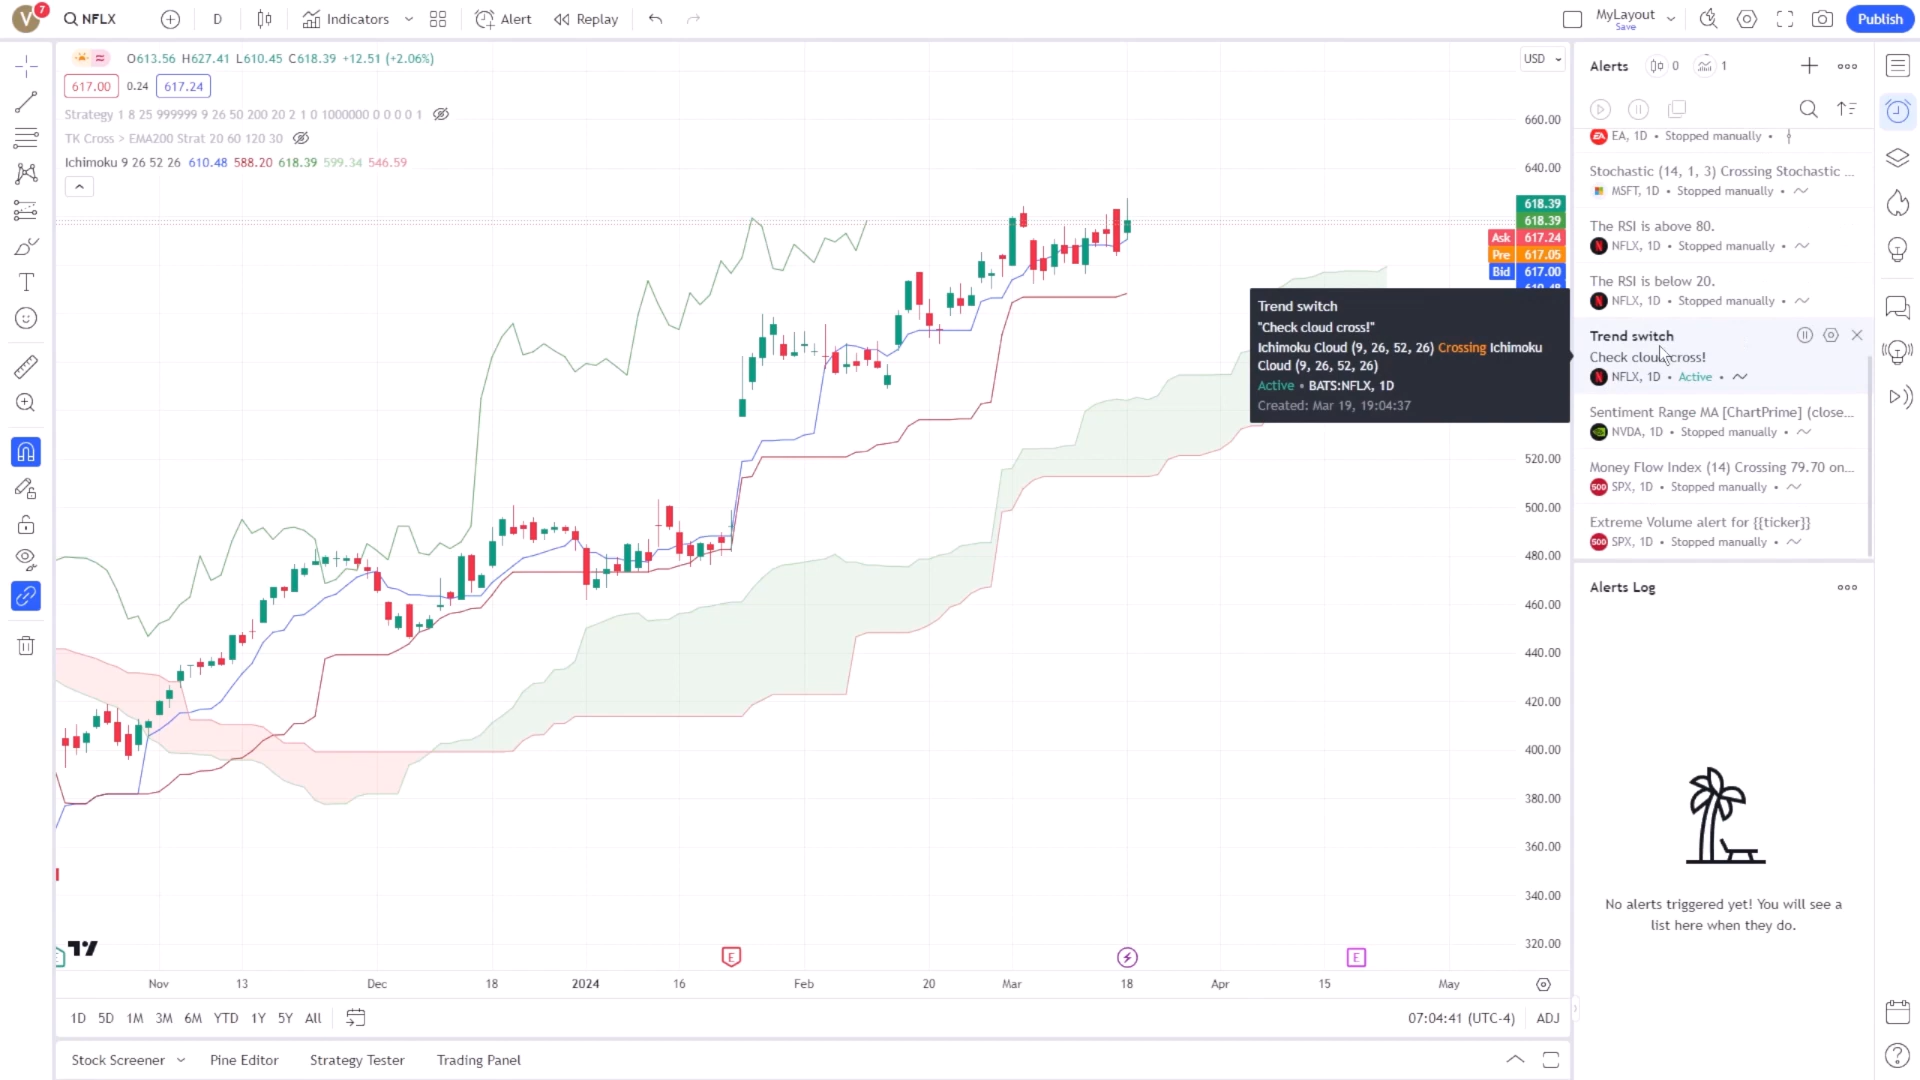 V 7 NFLX D Indicators Alert Replay MyLayout Save Publish
O613.56 H627.41 L610.45 C618.39 +12.51 (+2.06%) USD
617.00 0.24 617.24
Strategy 1 8 25 999999 9 26 50 200 20 2 1 0 1000000 0 0 0 0 1
TK Cross > EMA200 Strat 20 60 120 30
Ichimoku 9 26 52 26 610.48 588.20 618.39 599.34 546.59
660.00
640.00
618.39
618.39
Ask 617.24
Pre 617.05
Bid 617.00
Trend switch
"Check cloud cross!"
Ichimoku Cloud (9, 26, 52, 26) Crossing Ichimoku
Cloud (9, 26, 52, 26)
Active • BATS:NFLX, 1D
Created: Mar 19, 19:04:37
520.00
500.00
480.00
460.00
440.00
420.00
400.00
380.00
360.00
340.00
320.00
E
E
Nov 13 Dec 18 2024 16 Feb 20 Mar 18 Apr 15 May
1D 5D 1M 3M 6M YTD 1Y 5Y All 07:04:41 (UTC-4) ADJ
Stock Screener Pine Editor Strategy Tester Trading Panel
Alerts 0 1
EA, 1D • Stopped manually •
Stochastic (14, 1, 3) Crossing Stochastic ...
MSFT, 1D • Stopped manually •
The RSI is above 80.
NFLX, 1D • Stopped manually •
The RSI is below 20.
NFLX, 1D • Stopped manually •
Trend switch
Check cloud cross!
NFLX, 1D • Active •
Sentiment Range MA [ChartPrime] (close...
NVDA, 1D • Stopped manually •
Money Flow Index (14) Crossing 79.70 on...
500 SPX, 1D • Stopped manually •
Extreme Volume alert for {{ticker}}
500 SPX, 1D • Stopped manually •
Alerts Log
No alerts triggered yet! You will see a
list here when they do.